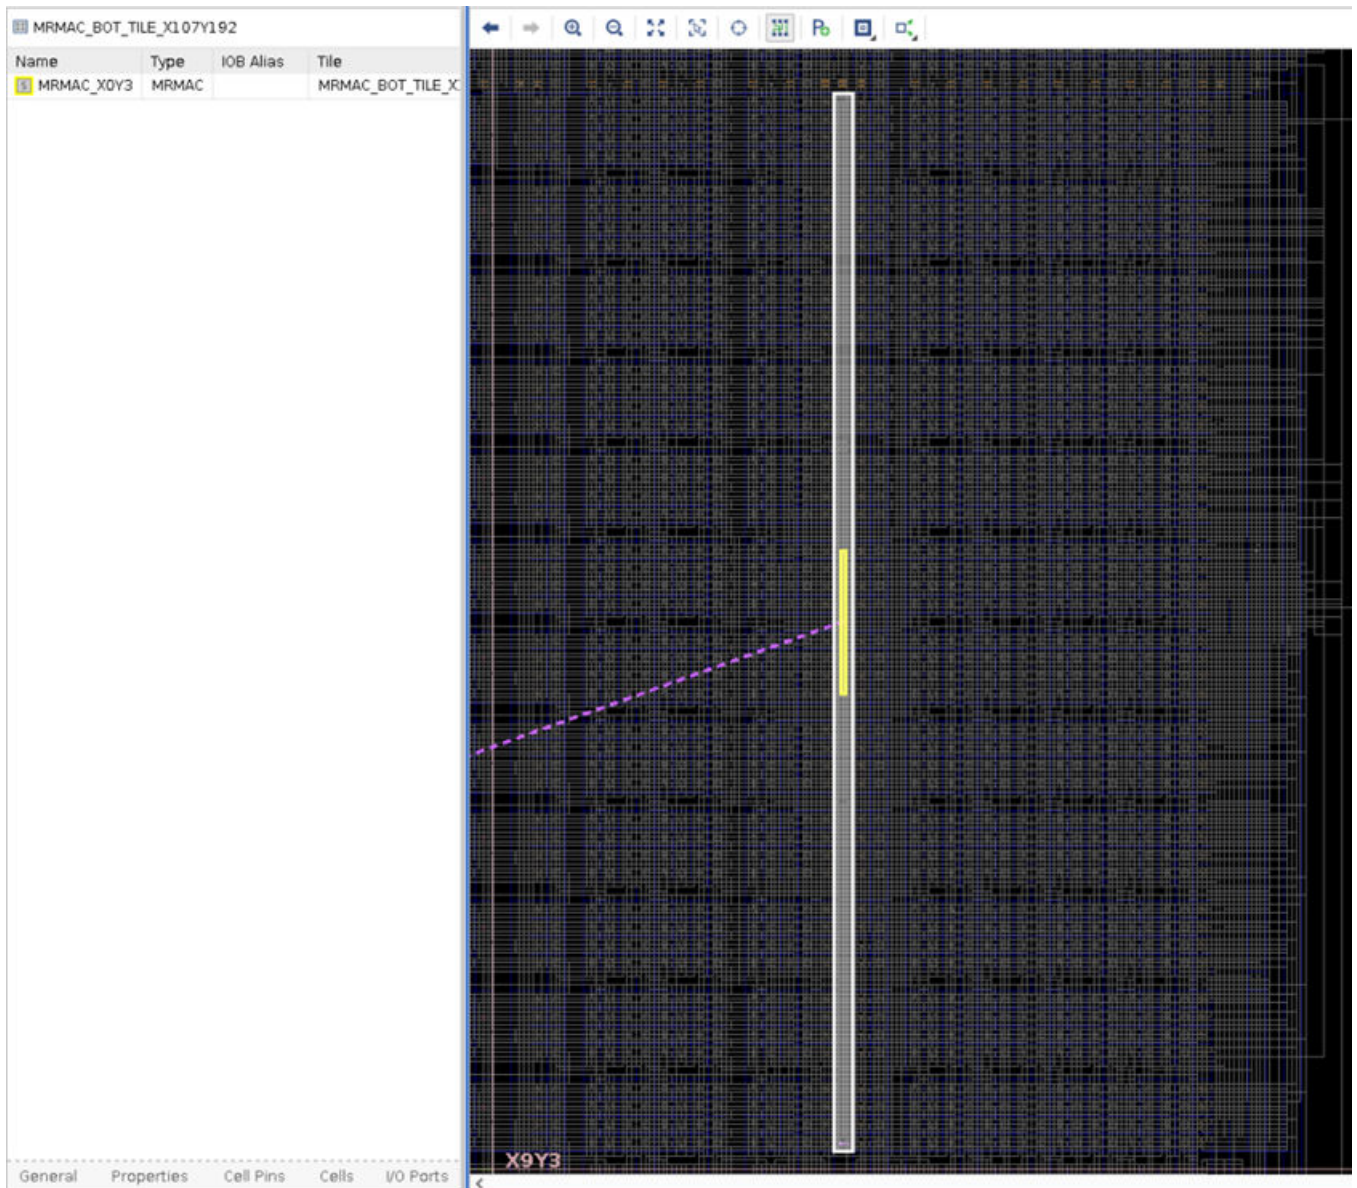 MRMAC_BOT_TILE_X107Y192
Name Type IOB Alias Tile
MRMAC_X0Y3 MRMAC MRMAC_BOT_TILE_X
X9Y3
General Properties Cell Pins Cells I/O Ports